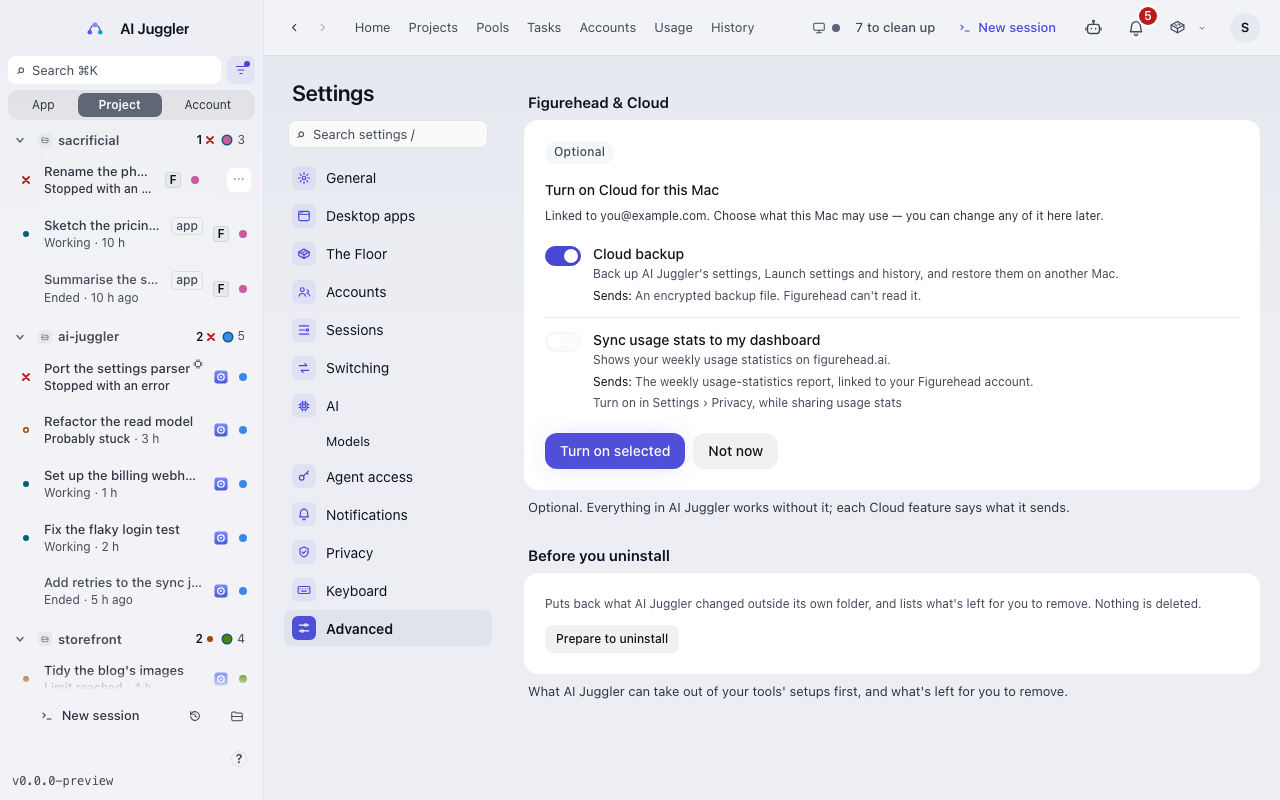 AI Juggler
Search ⌘K
App
Project
Account
sacrificial
1
3
Rename the ph...
Stopped with an ...
F
Sketch the pricin...
app
Working · 10 h
F
Summarise the s...
app
Ended · 10 h ago
F
ai-juggler
2
5
Port the settings parser
Stopped with an error
Refactor the read model
Probably stuck · 3 h
Set up the billing webh...
Working · 1 h
Fix the flaky login test
Working · 2 h
Add retries to the sync j...
Ended · 5 h ago
storefront
2
4
Tidy the blog's images
Limit reached · 4 h
New session
?
v0.0.0-preview
Home
Projects
Pools
Tasks
Accounts
Usage
History
7 to clean up
New session
5
S
Settings
Search settings /
General
Desktop apps
The Floor
Accounts
Sessions
Switching
AI
Models
Agent access
Notifications
Privacy
Keyboard
Advanced
Figurehead & Cloud
Optional
Turn on Cloud for this Mac
Linked to you@example.com. Choose what this Mac may use — you can change any of it here later.
Cloud backup
Back up AI Juggler's settings, Launch settings and history, and restore them on another Mac.
Sends: An encrypted backup file. Figurehead can't read it.
Sync usage stats to my dashboard
Shows your weekly usage statistics on figurehead.ai.
Sends: The weekly usage-statistics report, linked to your Figurehead account.
Turn on in Settings › Privacy, while sharing usage stats
Turn on selected
Not now
Optional. Everything in AI Juggler works without it; each Cloud feature says what it sends.
Before you uninstall
Puts back what AI Juggler changed outside its own folder, and lists what's left for you to remove. Nothing is deleted.
Prepare to uninstall
What AI Juggler can take out of your tools' setups first, and what's left for you to remove.